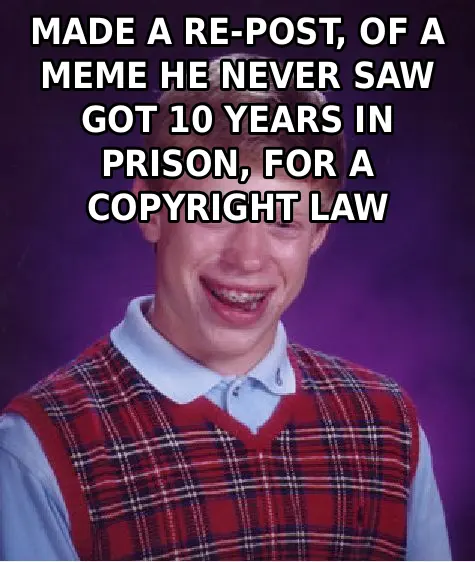 MADE A RE-POST, OF A
MEME HE NEVER SAW
GOT 10 YEARS IN
PRISON, FOR A
COPYRIGHT LAW